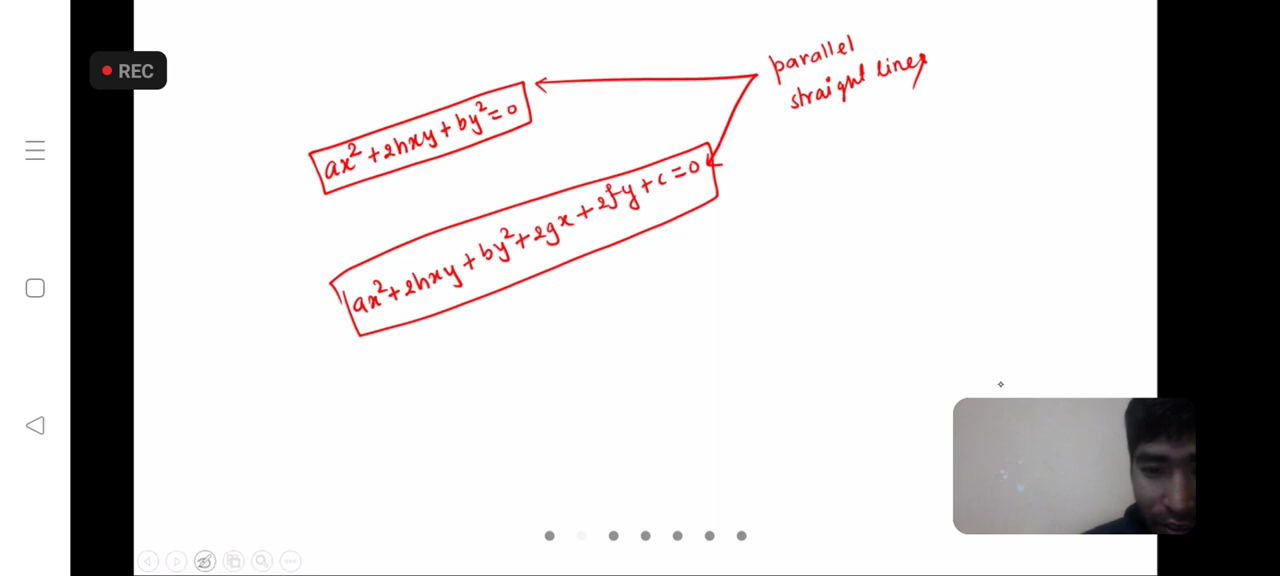 REC
parallel
straight lines
ax²+2hxy+by²=0
ax²+2hxy+by²+2gx+2fy+c=0